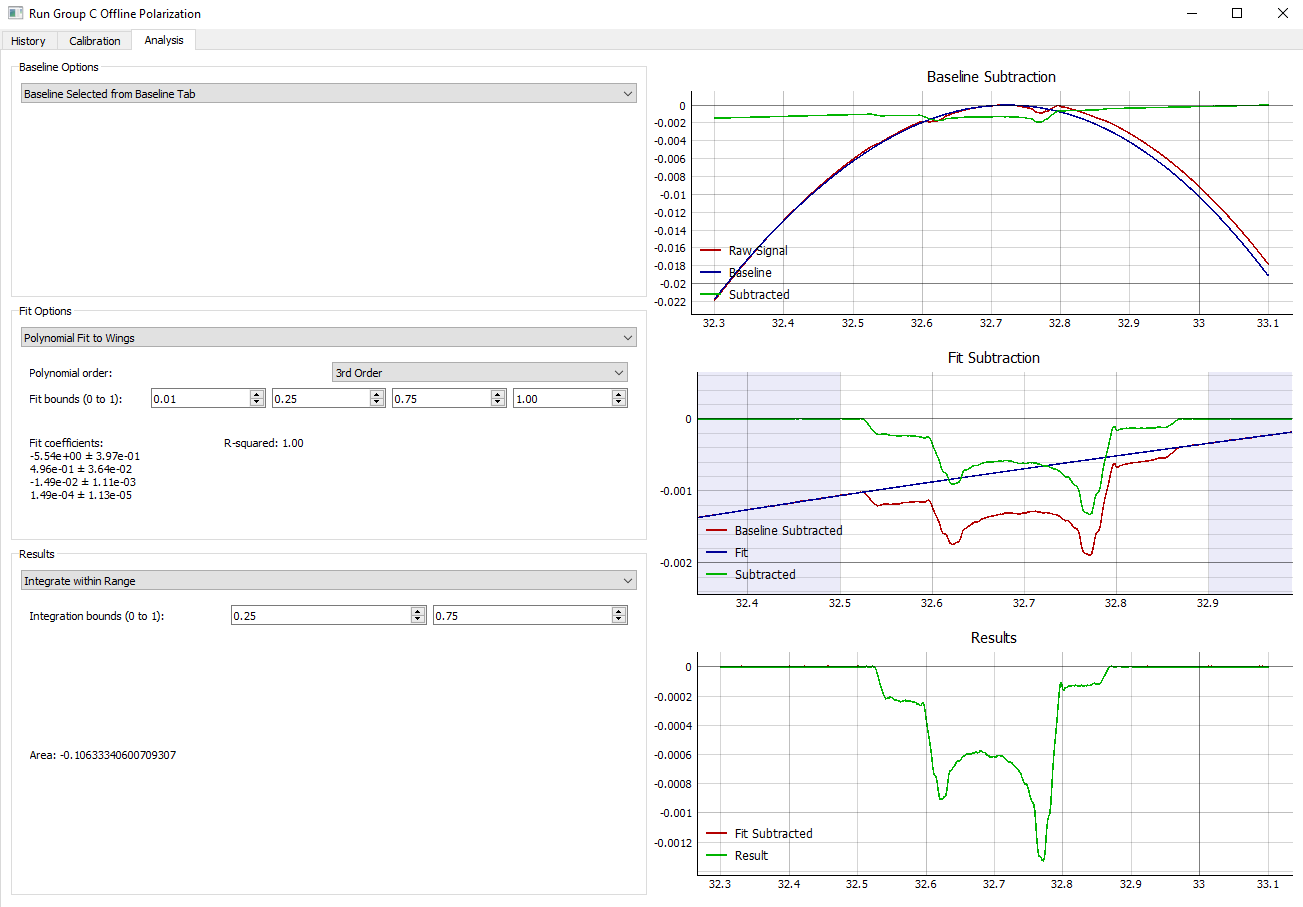 Run Group C Offline Polarization
History
Calibration
Analysis
Baseline Options
Baseline Selected from Baseline Tab
Fit Options
Polynomial Fit to Wings
Polynomial order:
3rd Order
Fit bounds (0 to 1):
0.01
0.25
0.75
1.00
Fit coefficients:
R-squared: 1.00
-5.54e+00 ± 3.97e-01
4.96e-01 ± 3.64e-02
-1.49e-02 ± 1.11e-03
1.49e-04 ± 1.13e-05
Results
Integrate within Range
Integration bounds (0 to 1):
0.25
0.75
Area: -0.10633340600709307
Baseline Subtraction
0
-0.002
-0.004
-0.006
-0.008
-0.01
-0.012
-0.014
-0.016
-0.018
-0.02
-0.022
Raw Signal
Baseline
Subtracted
32.3
32.4
32.5
32.6
32.7
32.8
32.9
33
33.1
Fit Subtraction
0
-0.001
-0.002
Baseline Subtracted
Fit
Subtracted
32.4
32.5
32.6
32.7
32.8
32.9
Results
0
-0.0002
-0.0004
-0.0006
-0.0008
-0.001
-0.0012
Fit Subtracted
Result
32.3
32.4
32.5
32.6
32.7
32.8
32.9
33
33.1